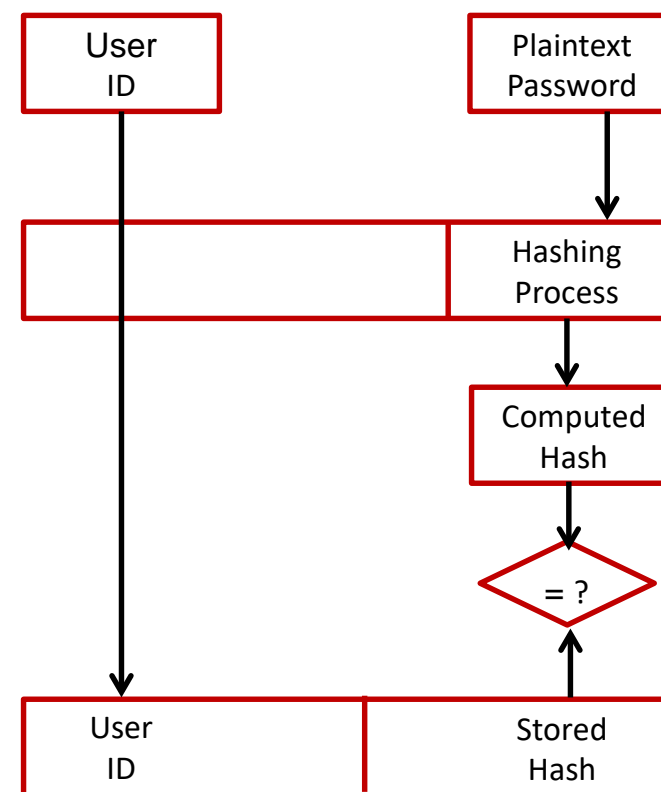 User
ID
Plaintext
Password
Hashing
Process
Computed
Hash
= ?
User
ID
Stored
Hash